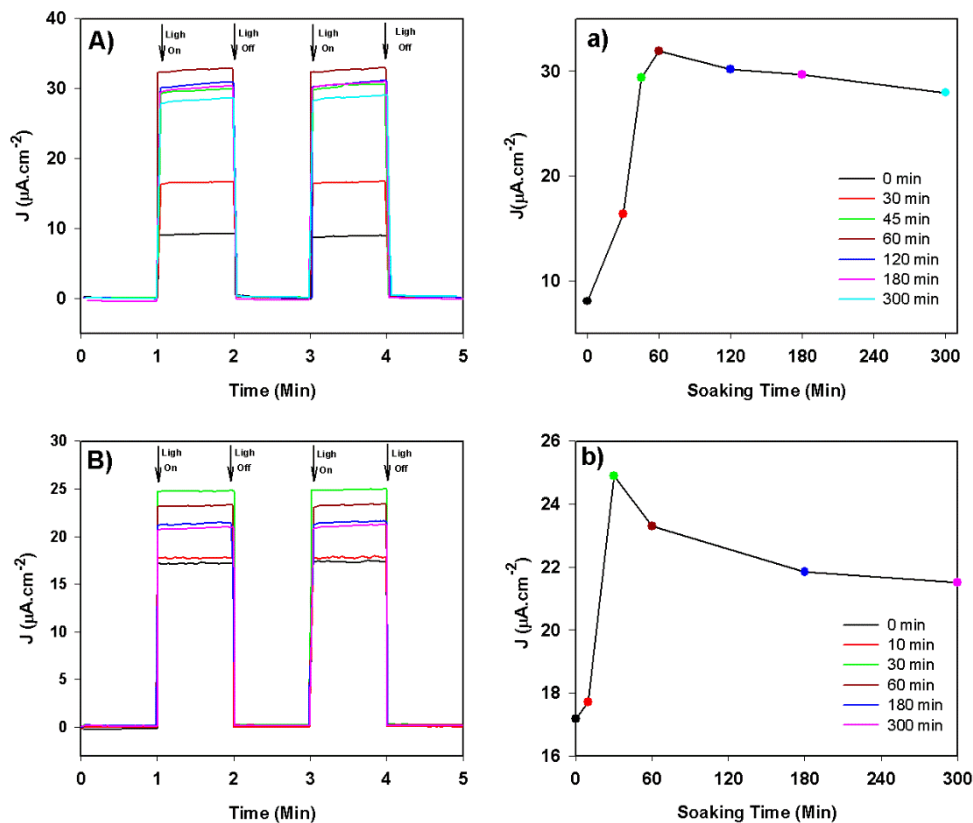 A)
Ligh
On
Ligh
Off
Ligh
On
Ligh
Off
40
30
20
10
0
J (µA.cm-2)
0 1 2 3 4 5
Time (Min)
a)
30
20
10
J(µA.cm-2)
0 min
30 min
45 min
60 min
120 min
180 min
300 min
0 60 120 180 240 300
Soaking Time (Min)
B)
Ligh
On
Ligh
Off
Ligh
On
Ligh
Off
30
25
20
15
10
5
0
J (µA.cm-2)
0 1 2 3 4 5
Time (Min)
b)
26
24
22
20
18
16
J (µA.cm-2)
0 min
10 min
30 min
60 min
180 min
300 min
0 60 120 180 240 300
Soaking Time (Min)